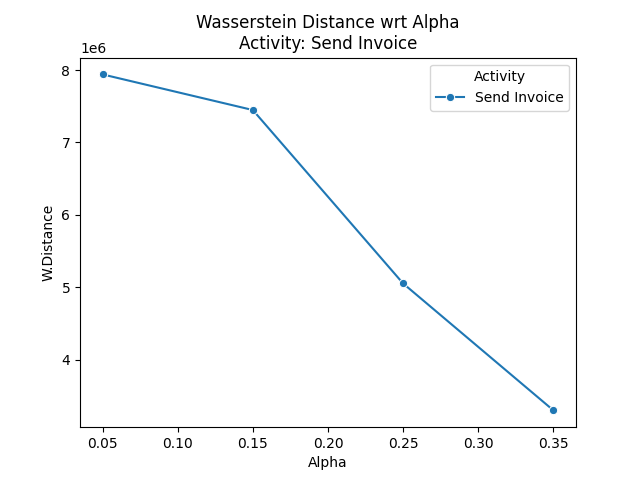 Wasserstein Distance wrt Alpha
Activity: Send Invoice
1e6
Activity
Send Invoice
8
7
6
5
4
W.Distance
0.05 0.10 0.15 0.20 0.25 0.30 0.35
Alpha